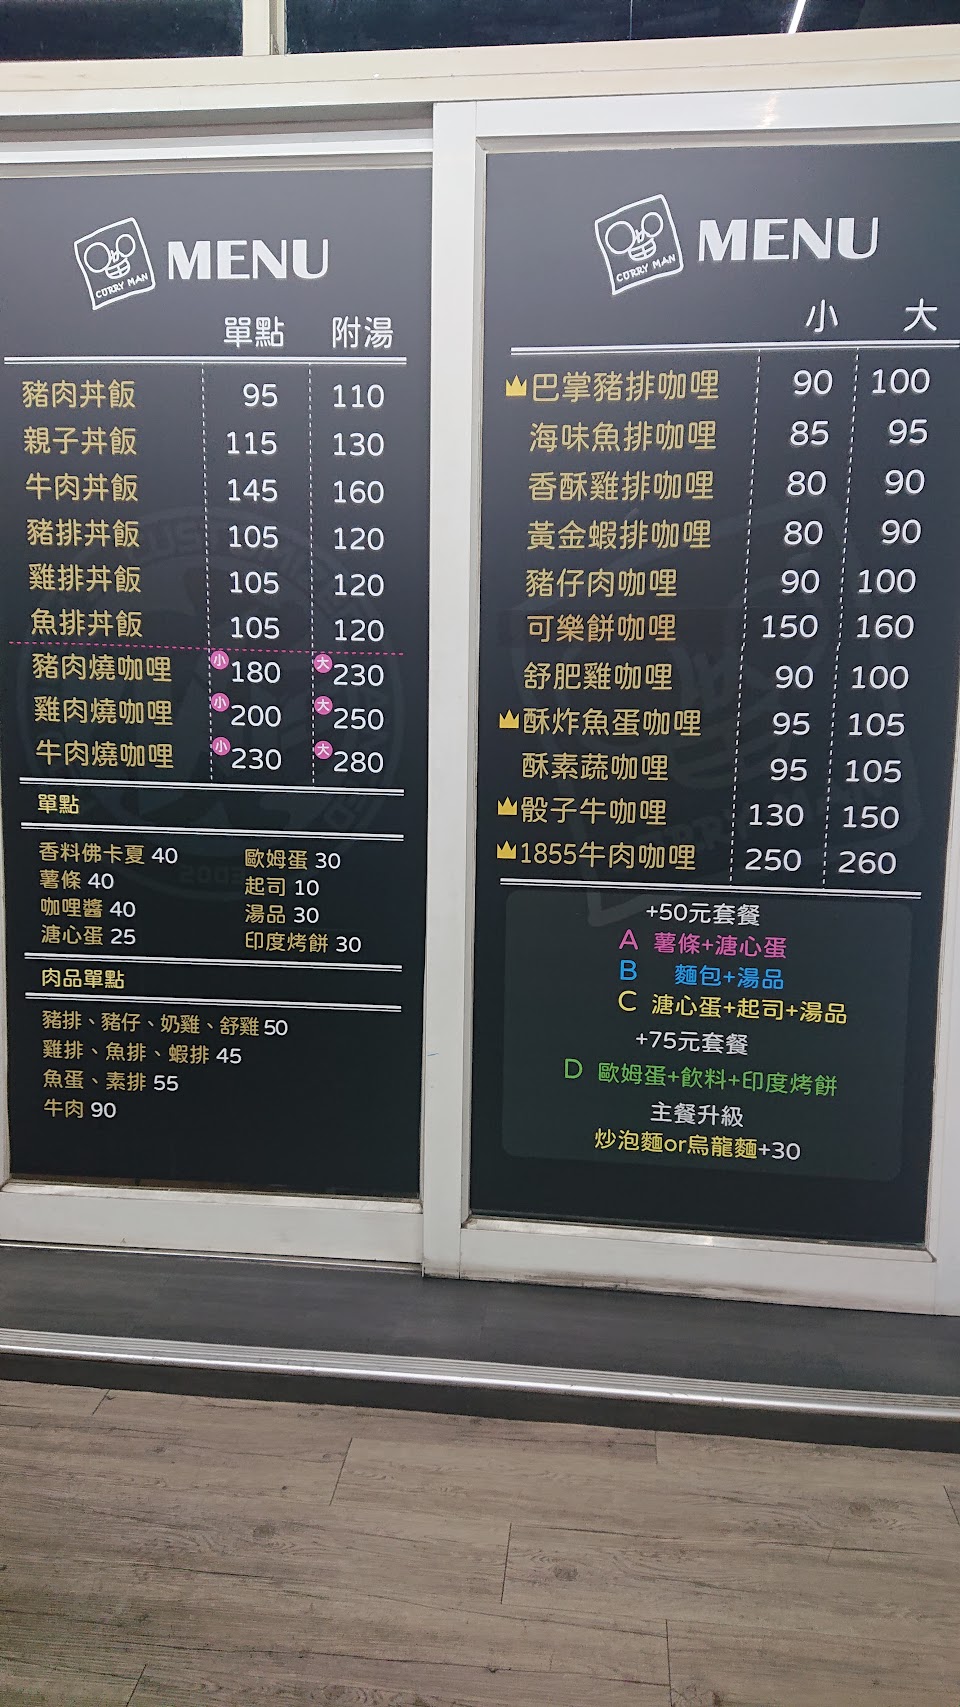 CURRY MAN MENU
單點 附湯
豬肉丼飯 95 110
親子丼飯 115 130
牛肉丼飯 145 160
豬排丼飯 105 120
雞排丼飯 105 120
魚排丼飯 105 120
豬肉燒咖哩 小 180 大 230
雞肉燒咖哩 小 200 大 250
牛肉燒咖哩 小 230 大 280
單點
香料佛卡夏 40 歐姆蛋 30
薯條 40 起司 10
咖哩醬 40 湯品 30
溏心蛋 25 印度烤餅 30
肉品單點
豬排、豬仔、奶雞、舒雞 50
雞排、魚排、蝦排 45
魚蛋、素排 55
牛肉 90
CURRY MAN MENU
小 大
巴掌豬排咖哩 90 100
海味魚排咖哩 85 95
香酥雞排咖哩 80 90
黃金蝦排咖哩 80 90
豬仔肉咖哩 90 100
可樂餅咖哩 150 160
舒肥雞咖哩 90 100
酥炸魚蛋咖哩 95 105
酥素蔬咖哩 95 105
骰子牛咖哩 130 150
1855牛肉咖哩 250 260
+50元套餐
A 薯條+溏心蛋
B 麵包+湯品
C 溏心蛋+起司+湯品
+75元套餐
D 歐姆蛋+飲料+印度烤餅
主餐升級
炒泡麵or烏龍麵+30